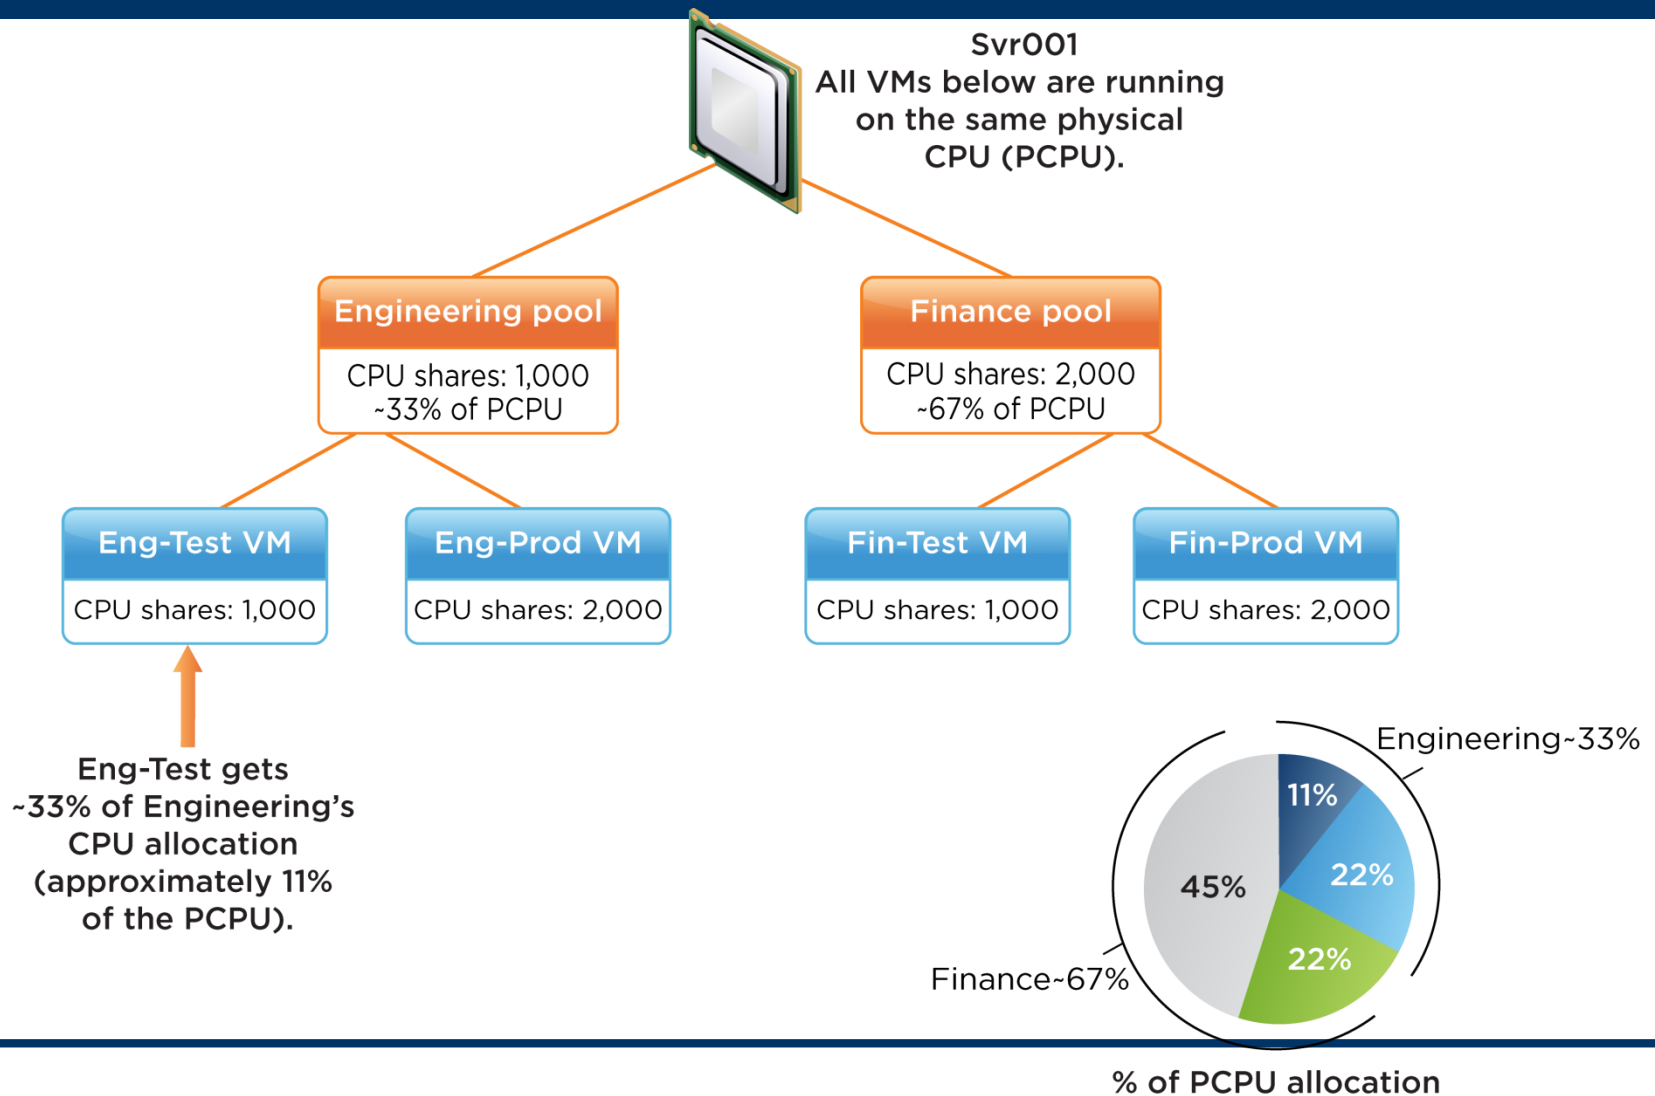 Svr001
All VMs below are running
on the same physical
CPU (PCPU).
Engineering pool
CPU shares: 1,000
~33% of PCPU
Finance pool
CPU shares: 2,000
~67% of PCPU
Eng-Test VM
CPU shares: 1,000
Eng-Prod VM
CPU shares: 2,000
Fin-Test VM
CPU shares: 1,000
Fin-Prod VM
CPU shares: 2,000
Eng-Test gets
~33% of Engineering’s
CPU allocation
(approximately 11%
of the PCPU).
Engineering~33%
11%
22%
45%
22%
Finance~67%
% of PCPU allocation